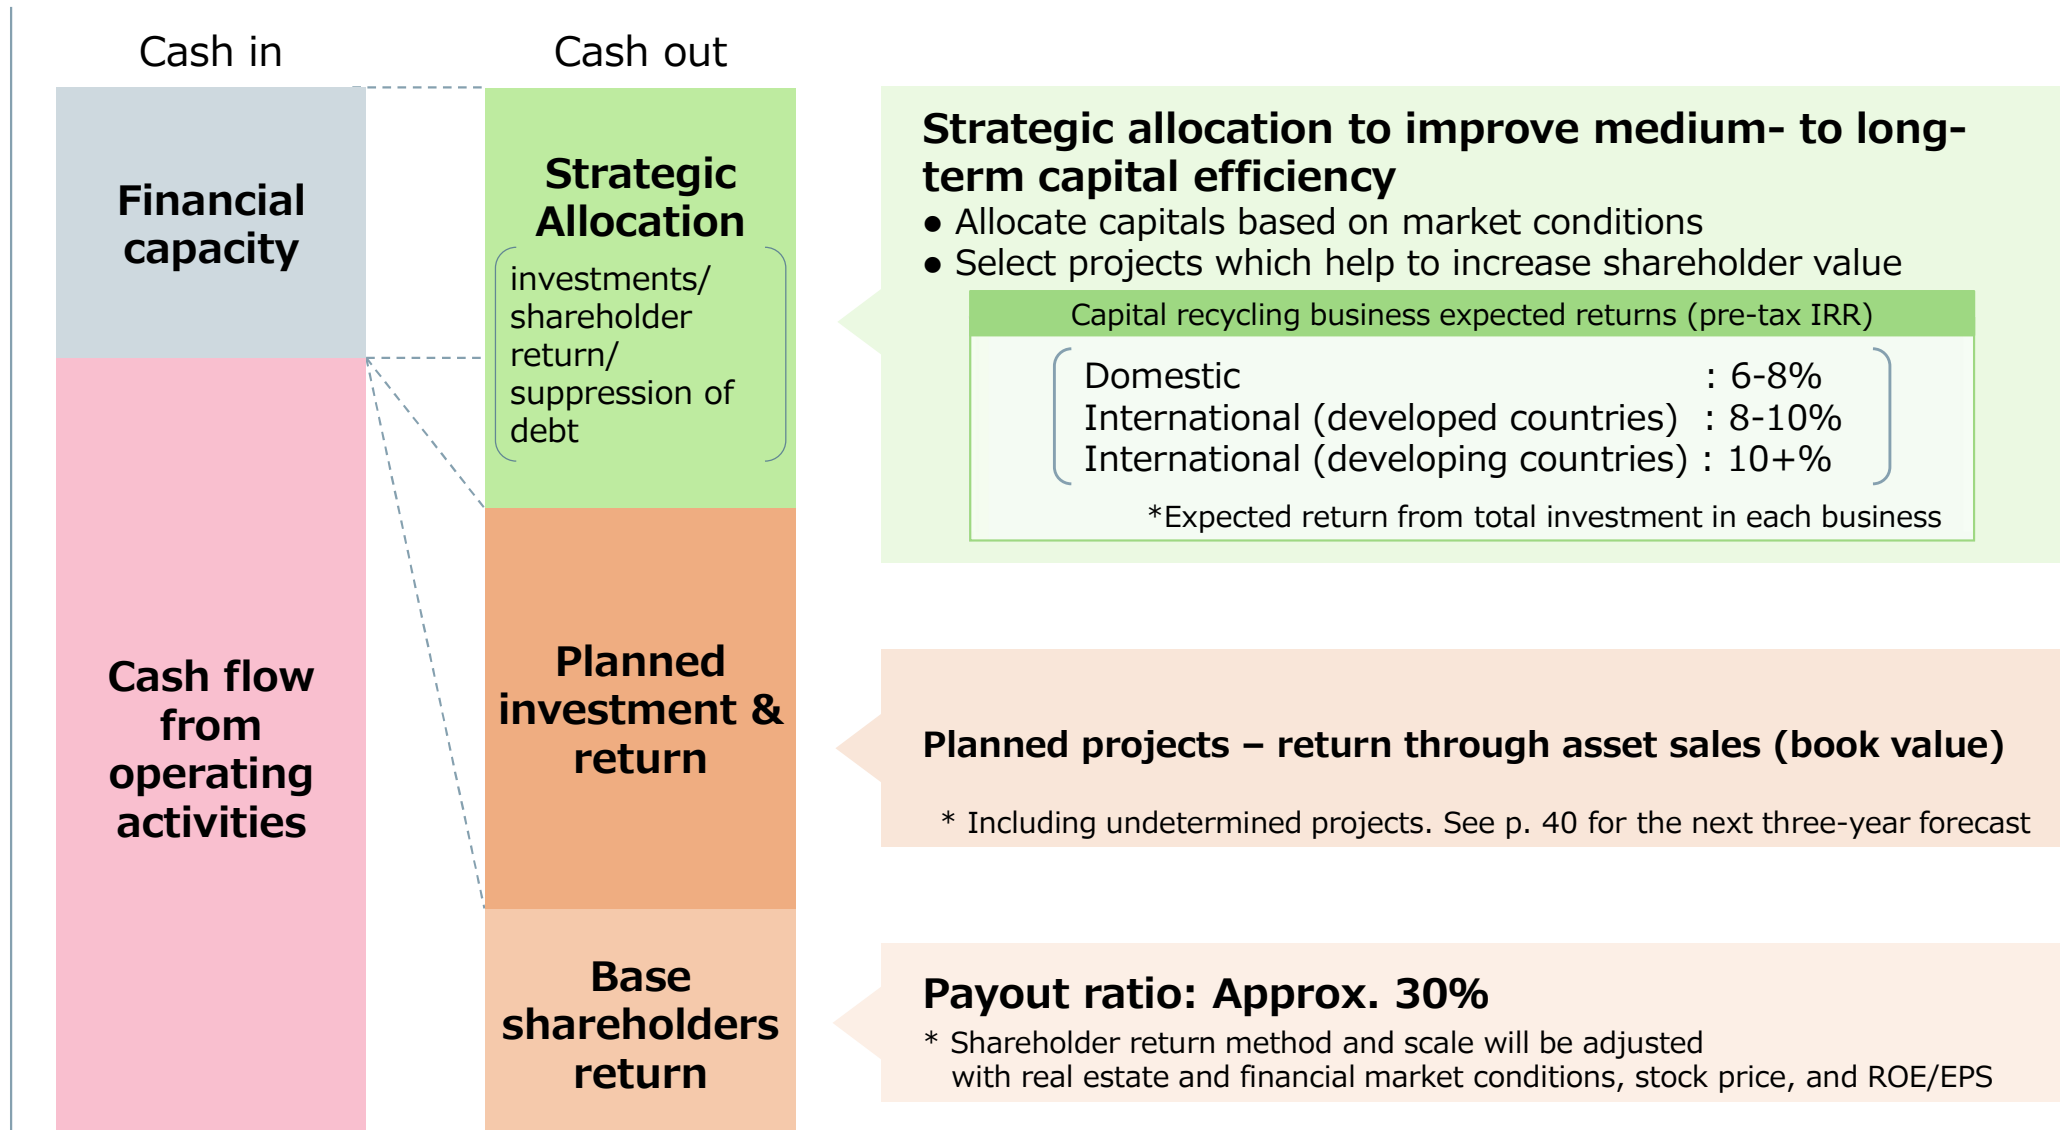 Cash in
Cash out
Financial
capacity
Cash flow
from
operating
activities
Strategic
Allocation
investments/
shareholder
return/
suppression of
debt
Planned
investment &
return
Base
shareholders
return
Strategic allocation to improve medium- to long-
term capital efficiency
● Allocate capitals based on market conditions
● Select projects which help to increase shareholder value
Capital recycling business expected returns (pre-tax IRR)
Domestic : 6-8%
International (developed countries) : 8-10%
International (developing countries) : 10+%
*Expected return from total investment in each business
Planned projects – return through asset sales (book value)
* Including undetermined projects. See p. 40 for the next three-year forecast
Payout ratio: Approx. 30%
* Shareholder return method and scale will be adjusted
with real estate and financial market conditions, stock price, and ROE/EPS